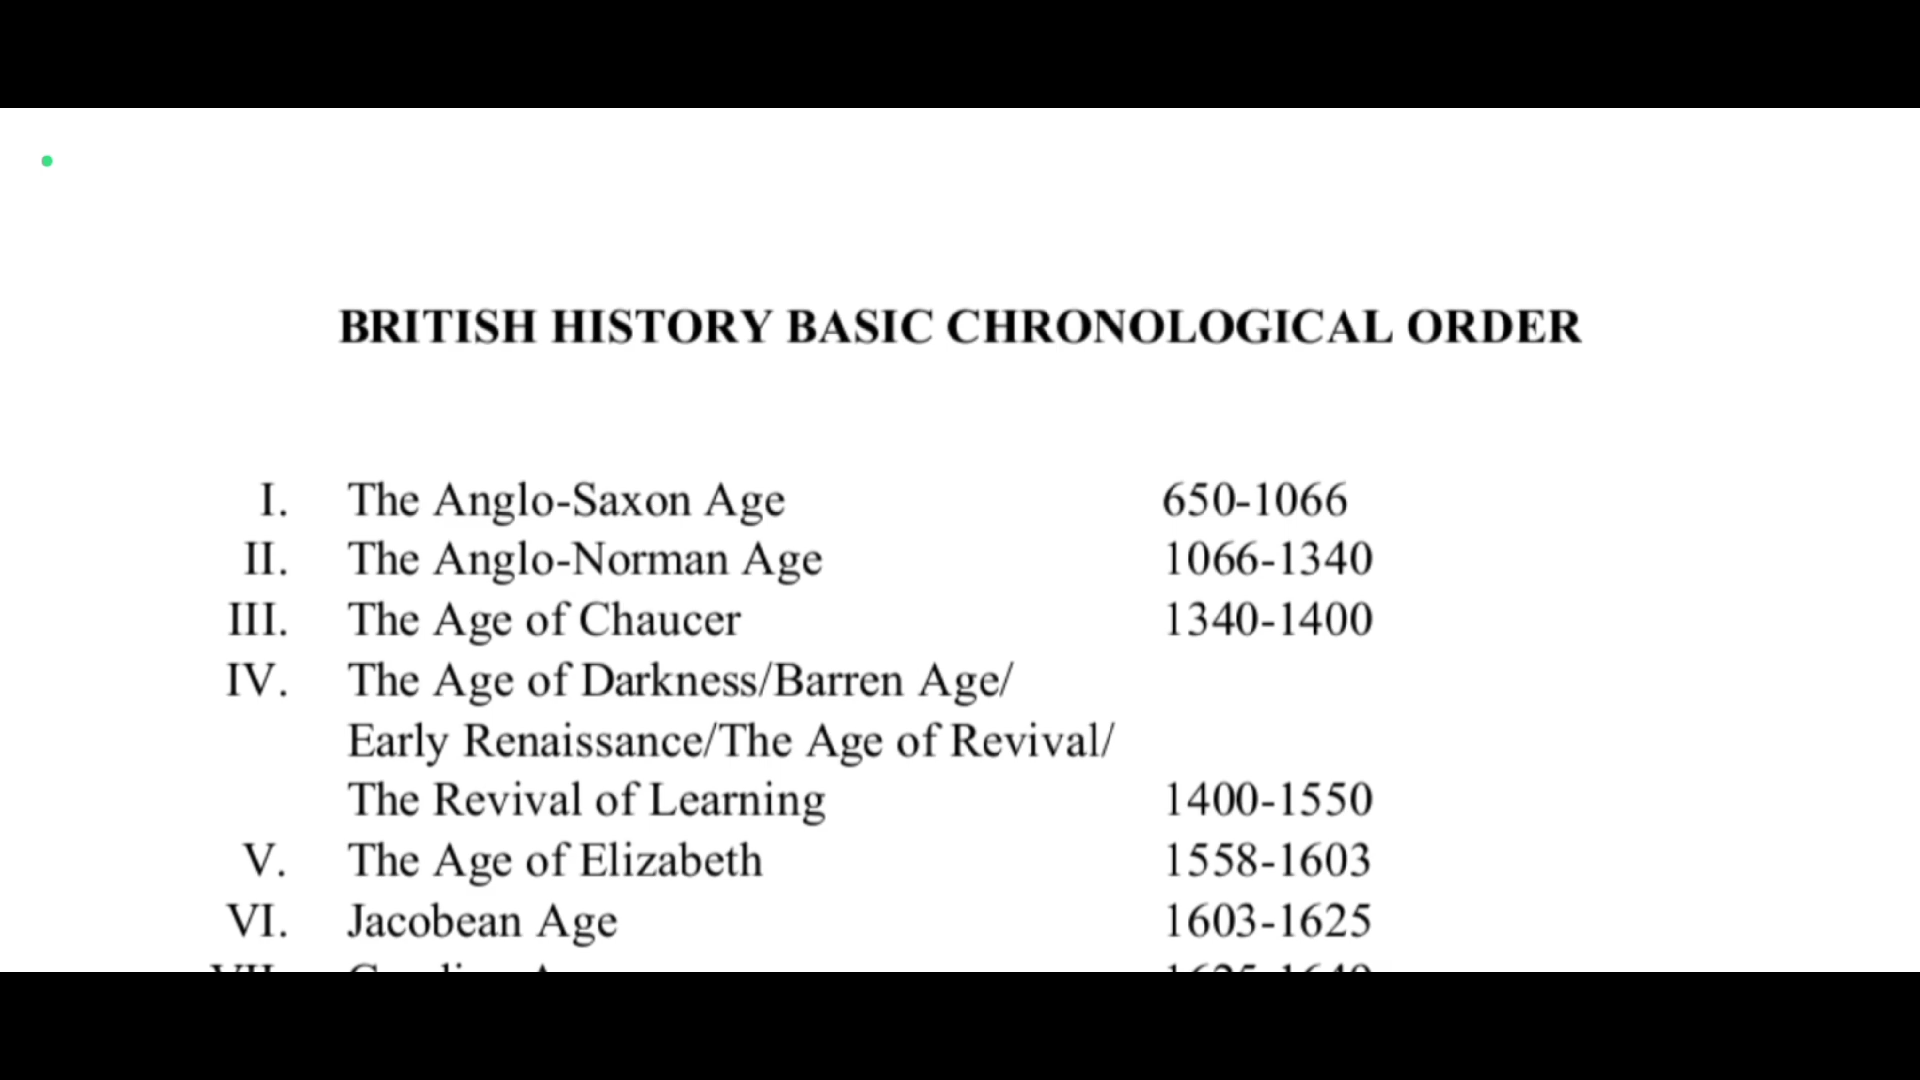 BRITISH HISTORY BASIC CHRONOLOGICAL ORDER
I. The Anglo-Saxon Age 650-1066
II. The Anglo-Norman Age 1066-1340
III. The Age of Chaucer 1340-1400
IV. The Age of Darkness/Barren Age/
Early Renaissance/The Age of Revival/
The Revival of Learning 1400-1550
V. The Age of Elizabeth 1558-1603
VI. Jacobean Age 1603-1625